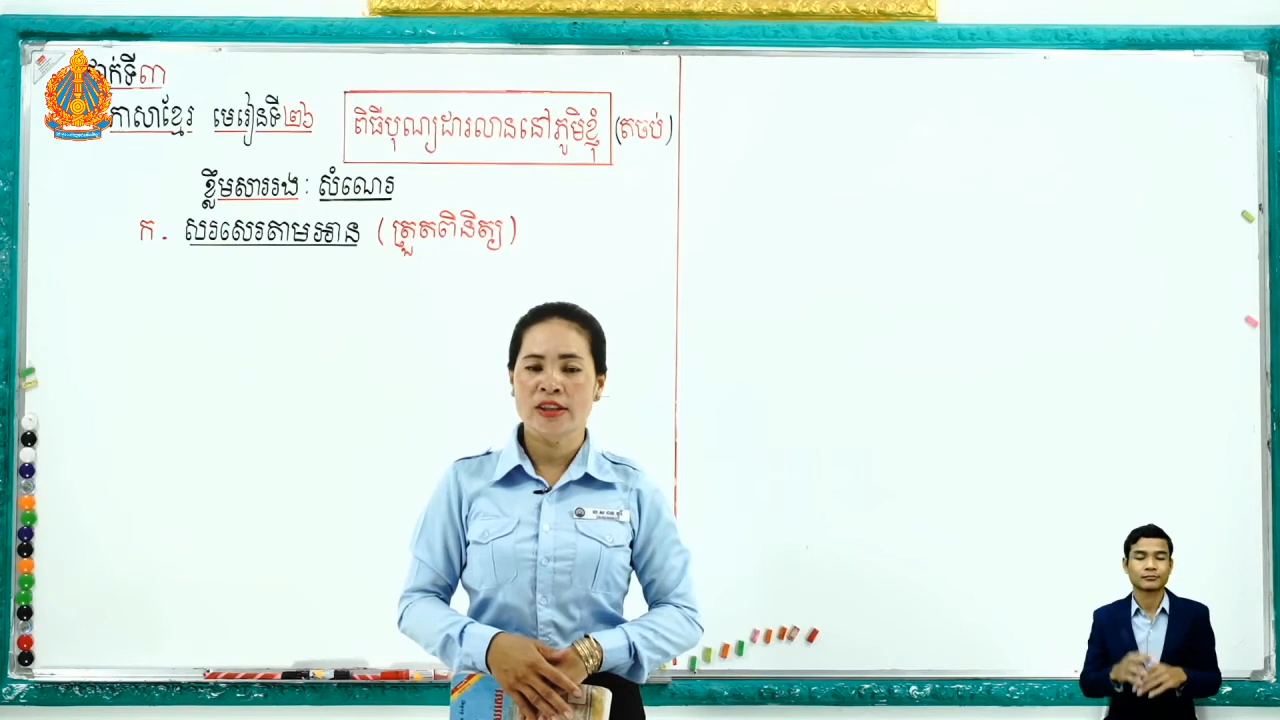 ថ្នាក់ទី៣
ភាសាខ្មែរ មេរៀនទី២៦ ពិធីបុណ្យដារលាននៅភូមិខ្ញុំ (តចប់)
ខ្លឹមសាររង : សំណេរ
ក . សរសេរតាមអាន (ត្រួតពិនិត្យ)